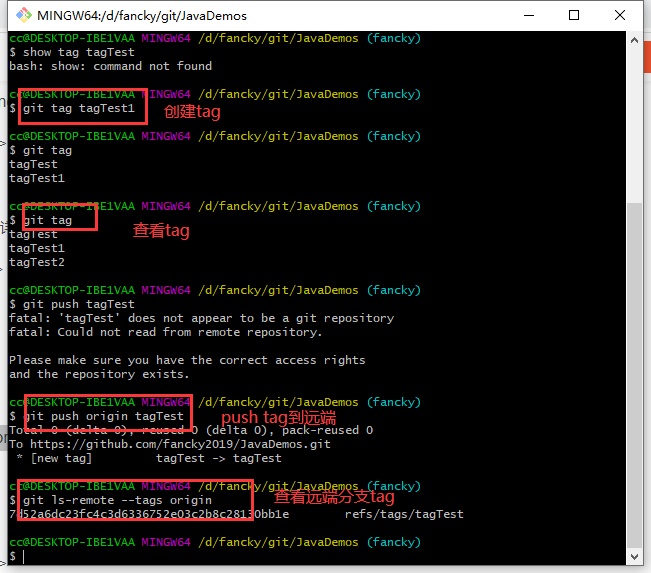 MINGW64:/d/fancky/git/JavaDemos
cc@DESKTOP-IBE1VAA MINGW64 /d/fancky/git/JavaDemos (fancky)
$ show tag tagTest
bash: show: command not found
cc@DESKTOP-IBE1VAA MINGW64 /d/fancky/git/JavaDemos (fancky)
$ git tag tagTest1 创建tag
cc@DESKTOP-IBE1VAA MINGW64 /d/fancky/git/JavaDemos (fancky)
$ git tag
tagTest
tagTest1
cc@DESKTOP-IBE1VAA MINGW64 /d/fancky/git/JavaDemos (fancky)
$ git tag 查看tag
tagTest
tagTest1
tagTest2
cc@DESKTOP-IBE1VAA MINGW64 /d/fancky/git/JavaDemos (fancky)
$ git push tagTest
fatal: 'tagTest' does not appear to be a git repository
fatal: Could not read from remote repository.
Please make sure you have the correct access rights
and the repository exists.
cc@DESKTOP-IBE1VAA MINGW64 /d/fancky/git/JavaDemos (fancky)
$ git push origin tagTest push tag到远端
Total 0 (delta 0), reused 0 (delta 0), pack-reused 0
To https://github.com/fancky2019/JavaDemos.git
* [new tag] tagTest -> tagTest
cc@DESKTOP-IBE1VAA MINGW64 /d/fancky/git/JavaDemos (fancky)
$ git ls-remote --tags origin 查看远端分支tag
refs/tags/tagTest
cc@DESKTOP-IBE1VAA MINGW64 /d/fancky/git/JavaDemos (fancky)
$